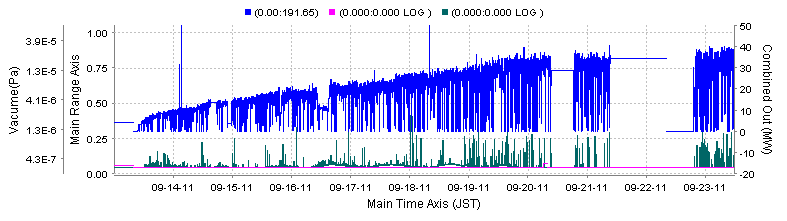 (0.00:191.65) (0.000:0.000 LOG ) (0.000:0.000 LOG )
Vacume(Pa)
3.9E-5
1.3E-5
4.1E-6
1.3E-6
4.3E-7
Main Range Axis
1.00
0.75
0.50
0.25
0.00
50
40
30
20
10
0
-10
-20
Combined Out (MW)
09-14-11 09-15-11 09-16-11 09-17-11 09-18-11 09-19-11 09-20-11 09-21-11 09-22-11 09-23-11
Main Time Axis (JST)